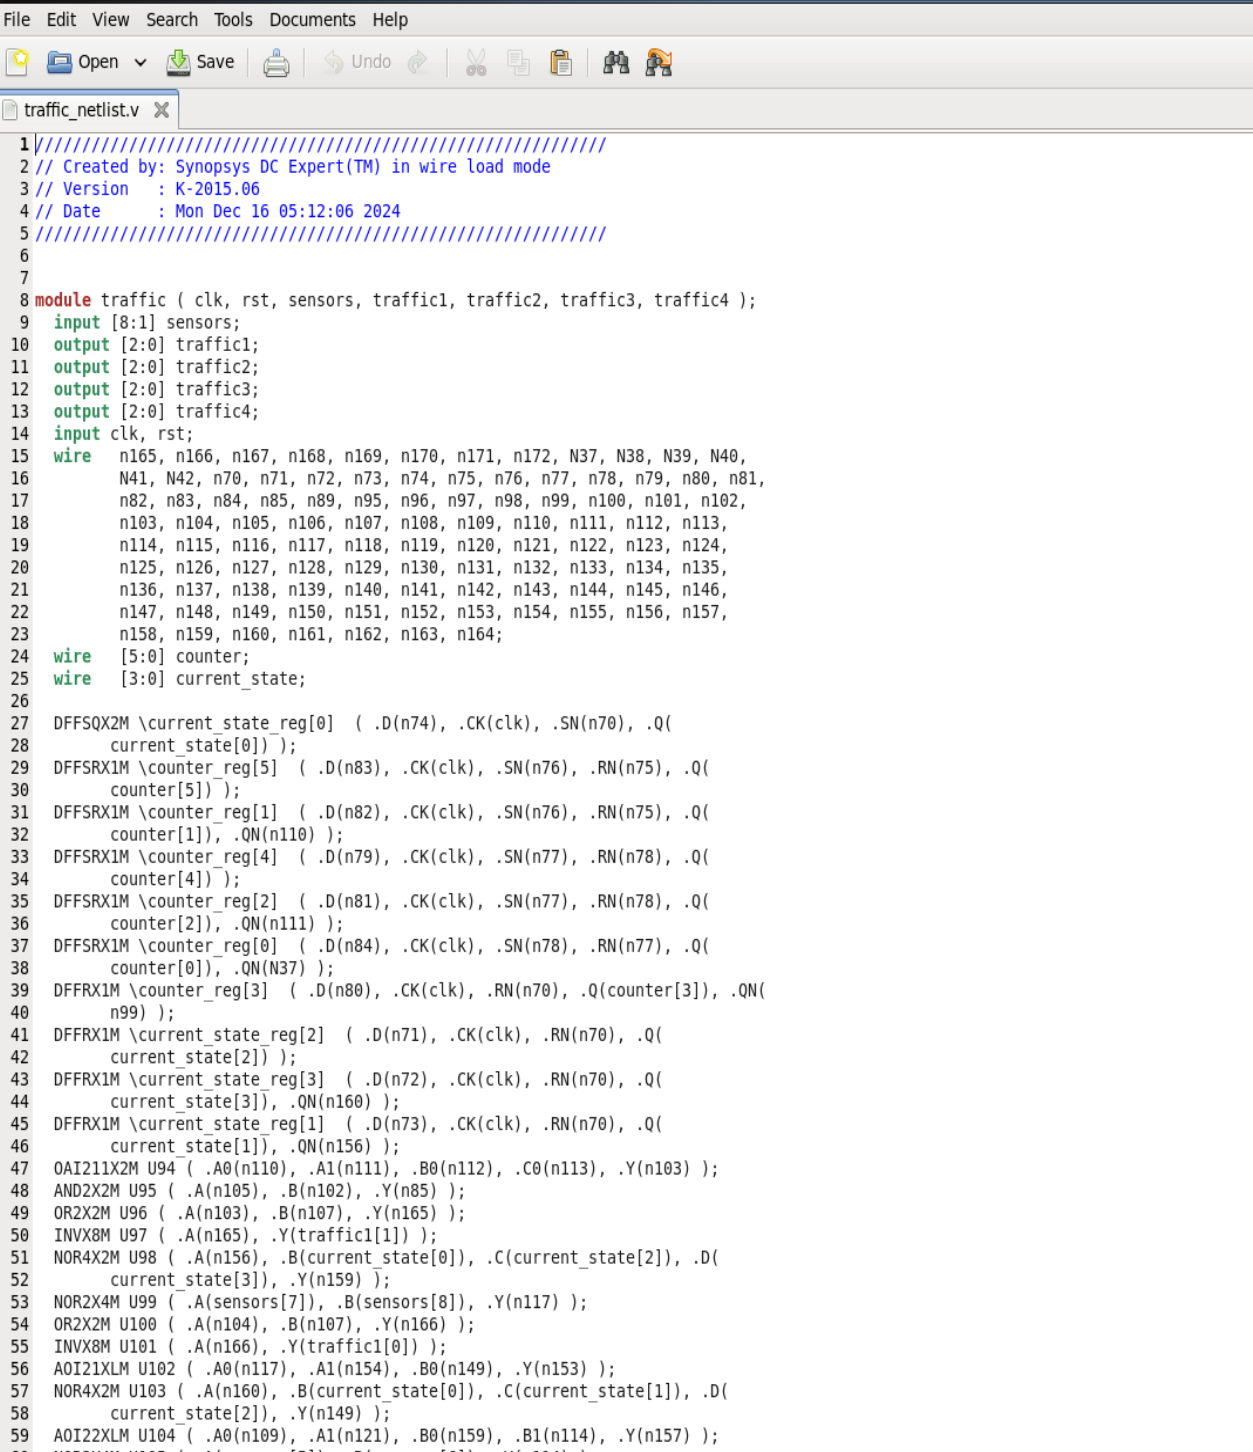 File Edit View Search Tools Documents Help
Open Save Undo
traffic_netlist.v
1 /////////////////////////////////////////////////////////////
2 // Created by: Synopsys DC Expert(TM) in wire load mode
3 // Version   : K-2015.06
4 // Date      : Mon Dec 16 05:12:06 2024
5 /////////////////////////////////////////////////////////////
6
7
8 module traffic ( clk, rst, sensors, traffic1, traffic2, traffic3, traffic4 );
9   input [8:1] sensors;
10   output [2:0] traffic1;
11   output [2:0] traffic2;
12   output [2:0] traffic3;
13   output [2:0] traffic4;
14   input clk, rst;
15   wire   n165, n166, n167, n168, n169, n170, n171, n172, N37, N38, N39, N40,
16          N41, N42, n70, n71, n72, n73, n74, n75, n76, n77, n78, n79, n80, n81,
17          n82, n83, n84, n85, n89, n95, n96, n97, n98, n99, n100, n101, n102,
18          n103, n104, n105, n106, n107, n108, n109, n110, n111, n112, n113,
19          n114, n115, n116, n117, n118, n119, n120, n121, n122, n123, n124,
20          n125, n126, n127, n128, n129, n130, n131, n132, n133, n134, n135,
21          n136, n137, n138, n139, n140, n141, n142, n143, n144, n145, n146,
22          n147, n148, n149, n150, n151, n152, n153, n154, n155, n156, n157,
23          n158, n159, n160, n161, n162, n163, n164;
24   wire   [5:0] counter;
25   wire   [3:0] current_state;
26
27   DFFSQX2M \current_state_reg[0]  ( .D(n74), .CK(clk), .SN(n70), .Q(
28         current_state[0]) );
29   DFFSRX1M \counter_reg[5]  ( .D(n83), .CK(clk), .SN(n76), .RN(n75), .Q(
30         counter[5]) );
31   DFFSRX1M \counter_reg[1]  ( .D(n82), .CK(clk), .SN(n76), .RN(n75), .Q(
32         counter[1]), .QN(n110) );
33   DFFSRX1M \counter_reg[4]  ( .D(n79), .CK(clk), .SN(n77), .RN(n78), .Q(
34         counter[4]) );
35   DFFSRX1M \counter_reg[2]  ( .D(n81), .CK(clk), .SN(n77), .RN(n78), .Q(
36         counter[2]), .QN(n111) );
37   DFFSRX1M \counter_reg[0]  ( .D(n84), .CK(clk), .SN(n78), .RN(n77), .Q(
38         counter[0]), .QN(N37) );
39   DFFRX1M \counter_reg[3]  ( .D(n80), .CK(clk), .RN(n70), .Q(counter[3]), .QN(
40         n99) );
41   DFFRX1M \current_state_reg[2]  ( .D(n71), .CK(clk), .RN(n70), .Q(
42         current_state[2]) );
43   DFFRX1M \current_state_reg[3]  ( .D(n72), .CK(clk), .RN(n70), .Q(
44         current_state[3]), .QN(n160) );
45   DFFRX1M \current_state_reg[1]  ( .D(n73), .CK(clk), .RN(n70), .Q(
46         current_state[1]), .QN(n156) );
47   OAI211X2M U94 ( .A0(n110), .A1(n111), .B0(n112), .C0(n113), .Y(n103) );
48   AND2X2M U95 ( .A(n105), .B(n102), .Y(n85) );
49   OR2X2M U96 ( .A(n103), .B(n107), .Y(n165) );
50   INVX8M U97 ( .A(n165), .Y(traffic1[1]) );
51   NOR4X2M U98 ( .A(n156), .B(current_state[0]), .C(current_state[2]), .D(
52         current_state[3]), .Y(n159) );
53   NOR2X4M U99 ( .A(sensors[7]), .B(sensors[8]), .Y(n117) );
54   OR2X2M U100 ( .A(n104), .B(n107), .Y(n166) );
55   INVX8M U101 ( .A(n166), .Y(traffic1[0]) );
56   AOI21XLM U102 ( .A0(n117), .A1(n154), .B0(n149), .Y(n153) );
57   NOR4X2M U103 ( .A(n160), .B(current_state[0]), .C(current_state[1]), .D(
58         current_state[2]), .Y(n149) );
59   AOI22XLM U104 ( .A0(n109), .A1(n121), .B0(n159), .B1(n114), .Y(n157) );